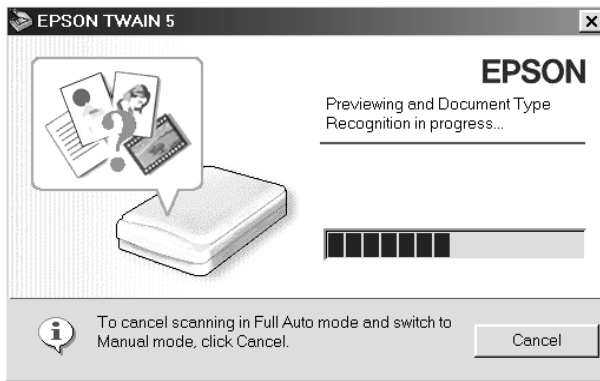 EPSON TWAIN 5
EPSON
Previewing and Document Type
Recognition in progress...
?
To cancel scanning in Full Auto mode and switch to
Manual mode, click Cancel.
Cancel